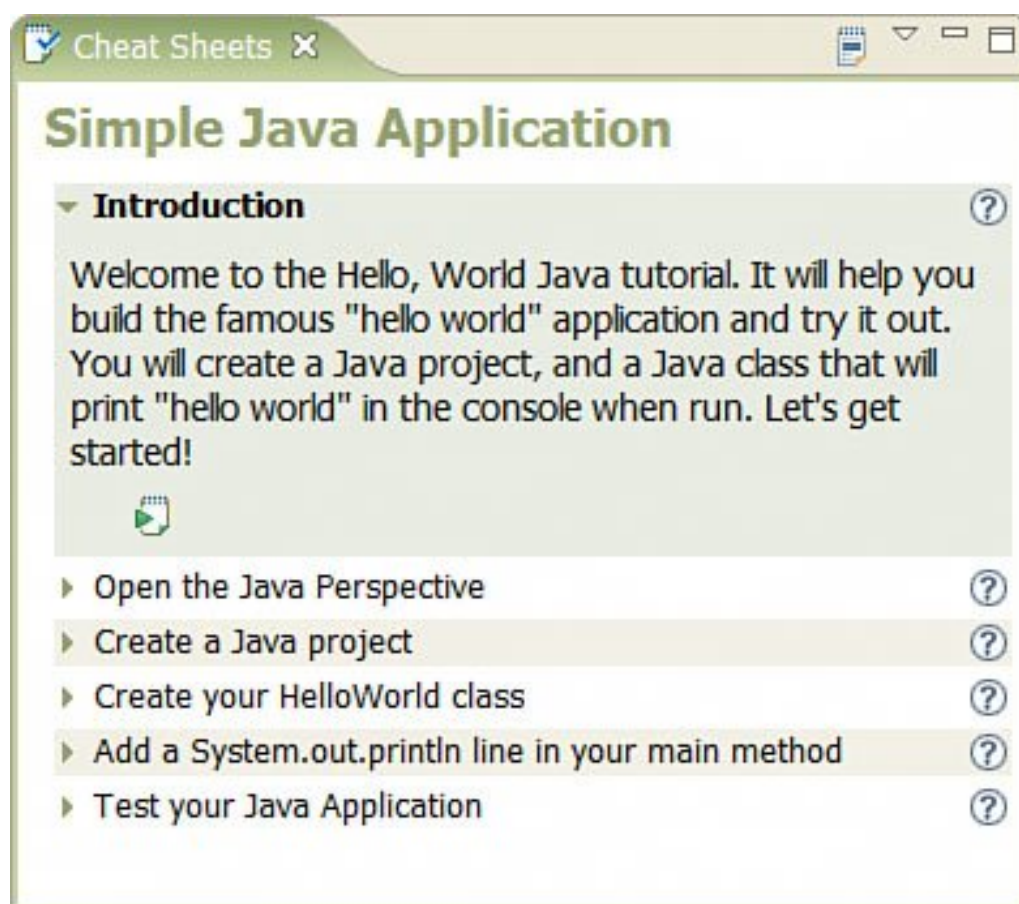 Cheat Sheets
Simple Java Application
Introduction
Welcome to the Hello, World Java tutorial. It will help you
build the famous "hello world" application and try it out.
You will create a Java project, and a Java class that will
print "hello world" in the console when run. Let's get
started!
Open the Java Perspective
Create a Java project
Create your HelloWorld class
Add a System.out.println line in your main method
Test your Java Application